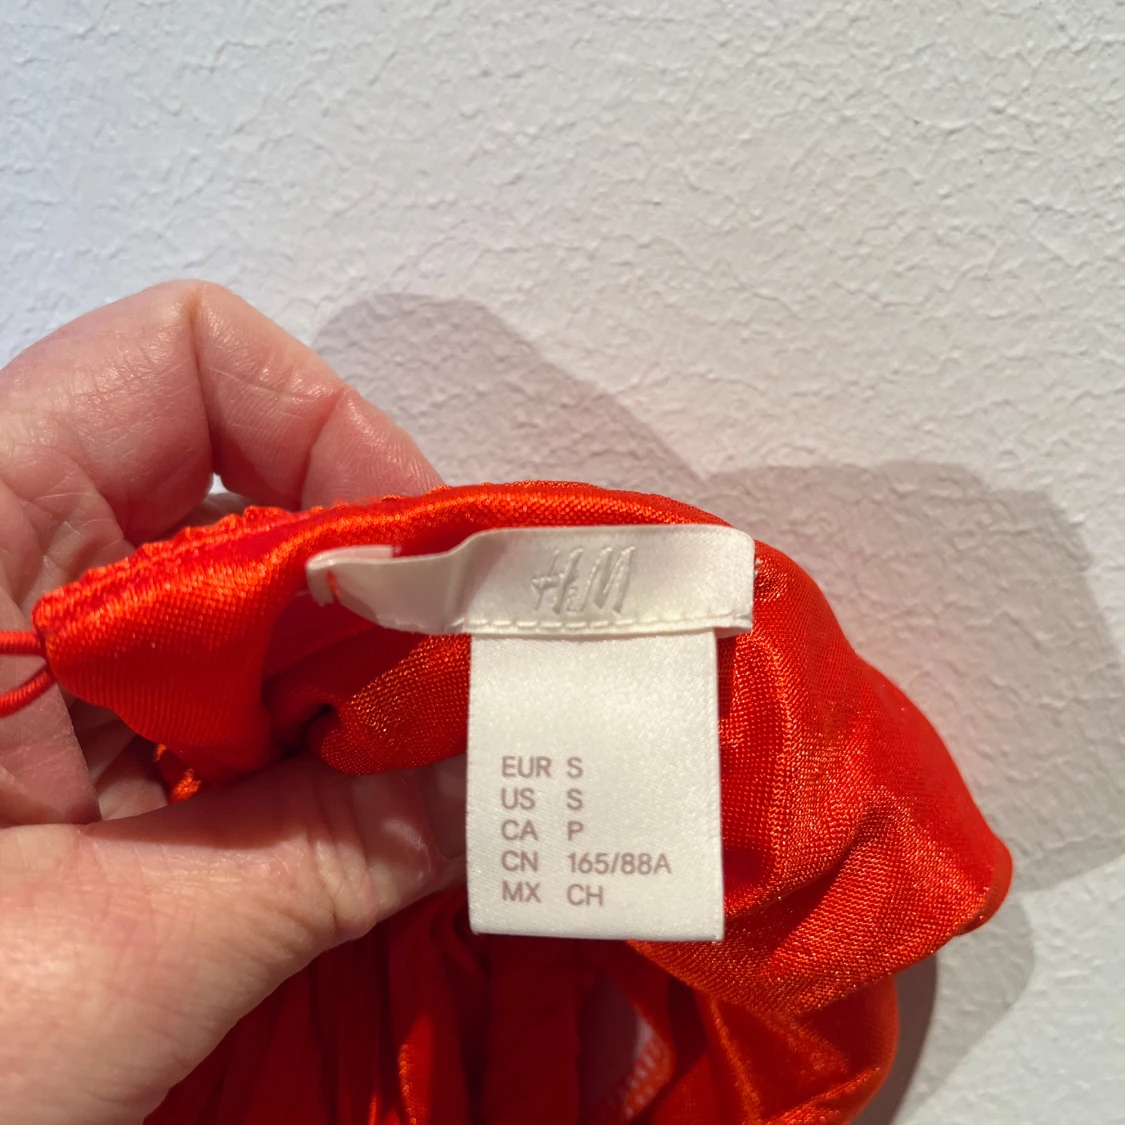 H&M
EUR S
US S
CA P
CN 165/88A
MX CH